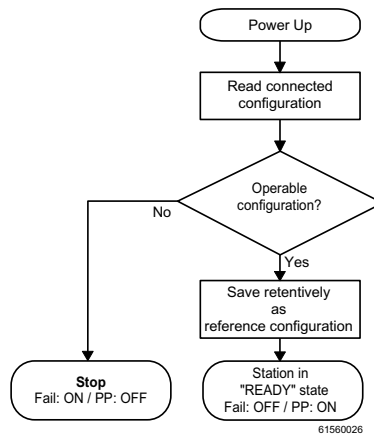 Power Up
Read connected
configuration
Operable
configuration?
No
Yes
Save retentively
as
reference configuration
Stop
Fail: ON / PP: OFF
Station in
"READY" state
Fail: OFF / PP: ON
61560026